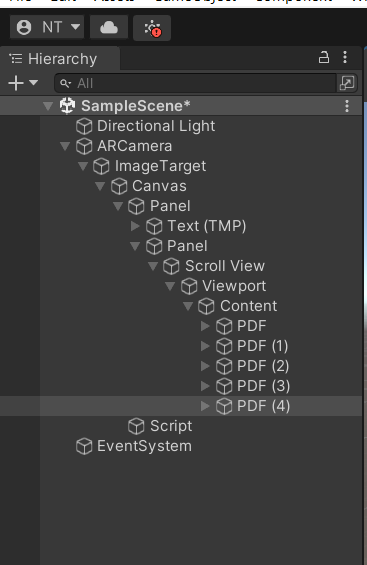 NT
Hierarchy
All
SampleScene*
Directional Light
ARCamera
ImageTarget
Canvas
Panel
Text (TMP)
Panel
Scroll View
Viewport
Content
PDF
PDF (1)
PDF (2)
PDF (3)
PDF (4)
Script
EventSystem